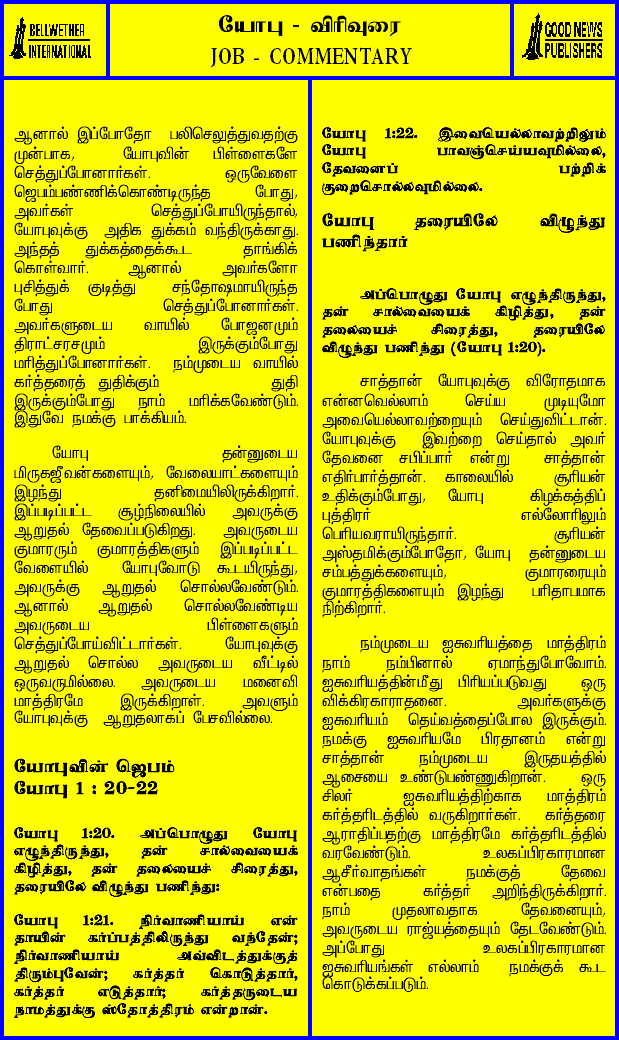 BELLWETHER
INTERNATIONAL
யோபு - விரிவுரை
JOB - COMMENTARY
GOOD NEWS
PUBLISHERS
ஆனால் இப்போதோ பலிசெலுத்துவதற்கு
முன்பாக, யோபுவின் பிள்ளைகளே
செத்துப்போனார்கள். ஒருவேளை
ஜெபம்பண்ணிக்கொண்டிருந்த போது,
அவர்கள் செத்துப்போயிருந்தால்,
யோபுவுக்கு அதிக துக்கம் வந்திருக்காது.
அந்தத் துக்கத்தைக்கூட தாங்கிக்
கொள்வார். ஆனால் அவர்களோ
புசித்துக் குடித்து சந்தோஷமாயிருந்த
போது செத்துப்போனார்கள்.
அவர்களுடைய வாயில் போஜனமும்
திராட்சரசமும் இருக்கும்போது
மரித்துப்போனார்கள். நம்முடைய வாயில்
கர்த்தரைத் துதிக்கும் துதி
இருக்கும்போது நாம் மரிக்கவேண்டும்.
இதுவே நமக்கு பாக்கியம்.
யோபு தன்னுடைய
மிருகஜீவன்களையும், வேலையாட்களையும்
இழந்து தனிமையிலிருக்கிறார்.
இப்படிப்பட்ட சூழ்நிலையில் அவருக்கு
ஆறுதல் தேவைப்படுகிறது. அவருடைய
குமாரரும் குமாரத்திகளும் இப்படிப்பட்ட
வேளையில் யோபுவோடு கூடயிருந்து,
அவருக்கு ஆறுதல் சொல்லவேண்டும்.
ஆனால் ஆறுதல் சொல்லவேண்டிய
அவருடைய பிள்ளைகளும்
செத்துப்போய்விட்டார்கள். யோபுவுக்கு
ஆறுதல் சொல்ல அவருடைய வீட்டில்
ஒருவருமில்லை. அவருடைய மனைவி
மாத்திரமே இருக்கிறாள். அவளும்
யோபுவுக்கு ஆறுதலாகப் பேசவில்லை.
யோபுவின் ஜெபம்
யோபு 1 : 20-22
யோபு 1:20. அப்பொழுது யோபு
எழுந்திருந்து, தன் சால்வையைக்
கிழித்து, தன் தலையைச் சிரைத்து,
தரையிலே விழுந்து பணிந்து:
யோபு 1:21. நிர்வாணியாய் என்
தாயின் கர்ப்பத்திலிருந்து வந்தேன்;
நிர்வாணியாய் அவ்விடத்துக்குத்
திரும்புவேன்; கர்த்தர் கொடுத்தார்,
கர்த்தர் எடுத்தார்; கர்த்தருடைய
நாமத்துக்கு ஸ்தோத்திரம் என்றான்.
யோபு 1:22. இவையெல்லாவற்றிலும்
யோபு பாவஞ்செய்யவுமில்லை,
தேவனைப் பற்றிக்
குறைசொல்லவுமில்லை.
யோபு தரையிலே விழுந்து
பணிந்தார்
அப்பொழுது யோபு எழுந்திருந்து,
தன் சால்வையைக் கிழித்து, தன்
தலையைச் சிரைத்து, தரையிலே
விழுந்து பணிந்து (யோபு 1:20).
சாத்தான் யோபுவுக்கு விரோதமாக
என்னவெல்லாம் செய்ய முடியுமோ
அவையெல்லாவற்றையும் செய்துவிட்டான்.
யோபுவுக்கு இவற்றை செய்தால் அவர்
தேவனை சபிப்பார் என்று சாத்தான்
எதிர்பார்த்தான். காலையில் சூரியன்
உதிக்கும்போது, யோபு கிழக்கத்திப்
புத்திரர் எல்லோரிலும்
பெரியவராயிருந்தார். சூரியன்
அஸ்தமிக்கும்போதோ, யோபு தன்னுடைய
சம்பத்துக்களையும், குமாரரையும்
குமாரத்திகளையும் இழந்து பரிதாபமாக
நிற்கிறார்.
நம்முடைய ஐசுவரியத்தை மாத்திரம்
நாம் நம்பினால் ஏமாந்துபோவோம்.
ஐசுவரியத்தின்மீது பிரியப்படுவது ஒரு
விக்கிரகாராதனை. அவர்களுக்கு
ஐசுவரியம் தெய்வத்தைப்போல இருக்கும்.
நமக்கு ஐசுவரியமே பிரதானம் என்று
சாத்தான் நம்முடைய இருதயத்தில்
ஆசையை உண்டுபண்ணுகிறான். ஒரு
சிலர் ஐசுவரியத்திற்காக மாத்திரம்
கர்த்தரிடத்தில் வருகிறார்கள். கர்த்தரை
ஆராதிப்பதற்கு மாத்திரமே கர்த்தரிடத்தில்
வரவேண்டும். உலகப்பிரகாரமான
ஆசீர்வாதங்கள் நமக்குத் தேவை
என்பதை கர்த்தர் அறிந்திருக்கிறார்.
நாம் முதலாவதாக தேவனையும்,
அவருடைய ராஜ்யத்தையும் தேடவேண்டும்.
அப்போது உலகப்பிரகாரமான
ஐசுவரியங்கள் எல்லாம் நமக்குக் கூட
கொடுக்கப்படும்.